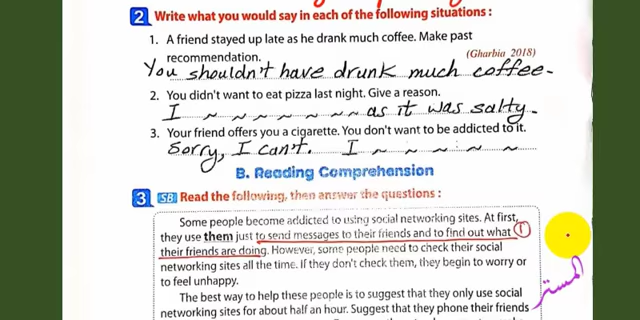 2 Write what you would say in each of the following situations :
1. A friend stayed up late as he drank much coffee. Make past
recommendation. (Gharbia 2018)
You shouldn't have drunk much coffee.
2. You didn't want to eat pizza last night. Give a reason.
I ~ ~ ~ ~ ~ ~ ~ as it was salty.
3. Your friend offers you a cigarette. You don't want to be addicted to it.
Sorry, I can't. I ~ ~ ~ ~ ~
B. Reading Comprehension
3 SB Read the following, then answer the questions :
Some people become addicted to using social networking sites. At first,
they use them just to send messages to their friends and to find out what 1
their friends are doing. However, some people need to check their social
networking sites all the time. If they don't check them, they begin to worry or
to feel unhappy.
The best way to help these people is to suggest that they only use social
networking sites for about half an hour. Suggest that they phone their friends